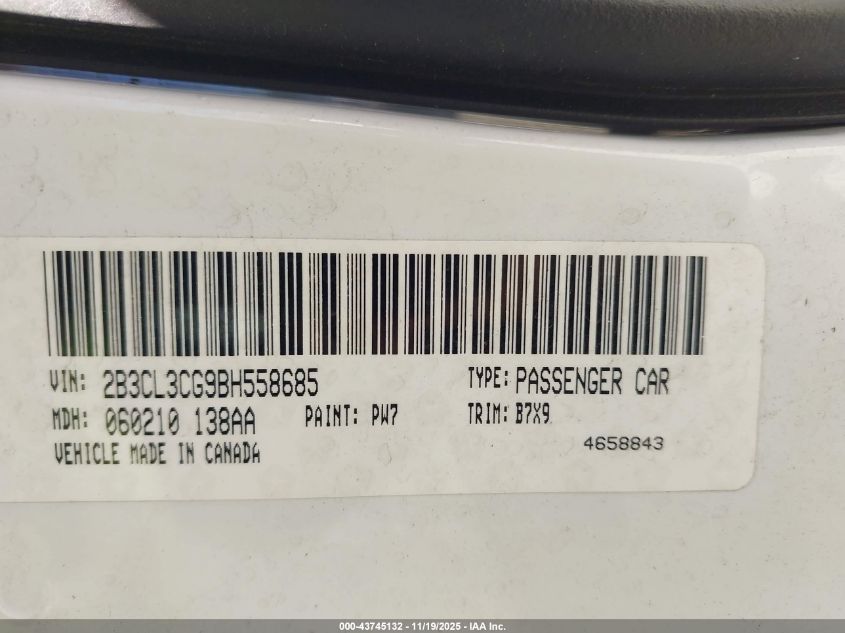 VIN: 2B3CL3CG9BH558685 TYPE: PASSENGER CAR
MDH: 060210 138AA PAINT: PW7 TRIM: B7X9
VEHICLE MADE IN CANADA 4658843
000-43745132 - 11/19/2025 - IAA Inc.